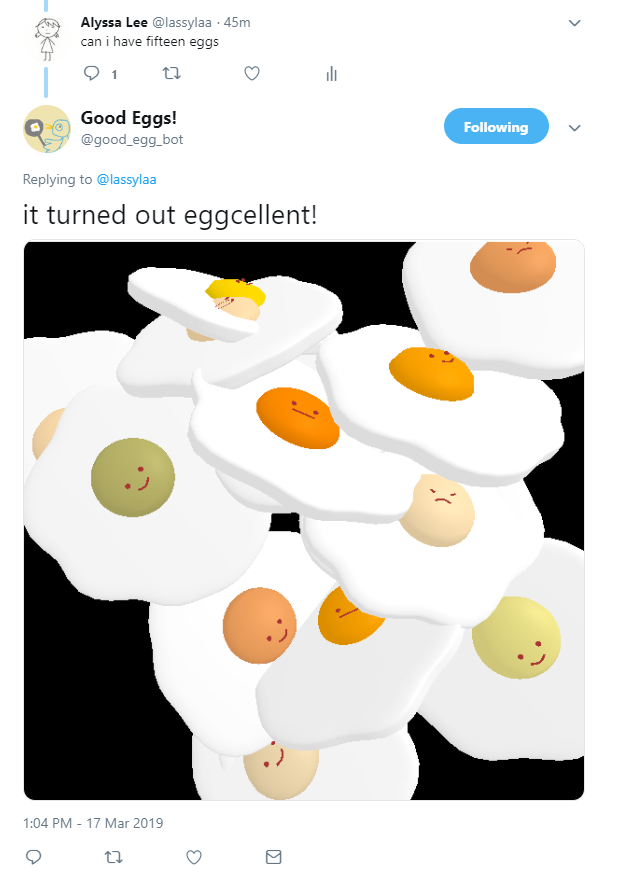 Alyssa Lee @lassylaa · 45m
can i have fifteen eggs
1
Good Eggs!
@good_egg_bot
Following
Replying to @lassylaa
it turned out eggcellent!
1:04 PM - 17 Mar 2019